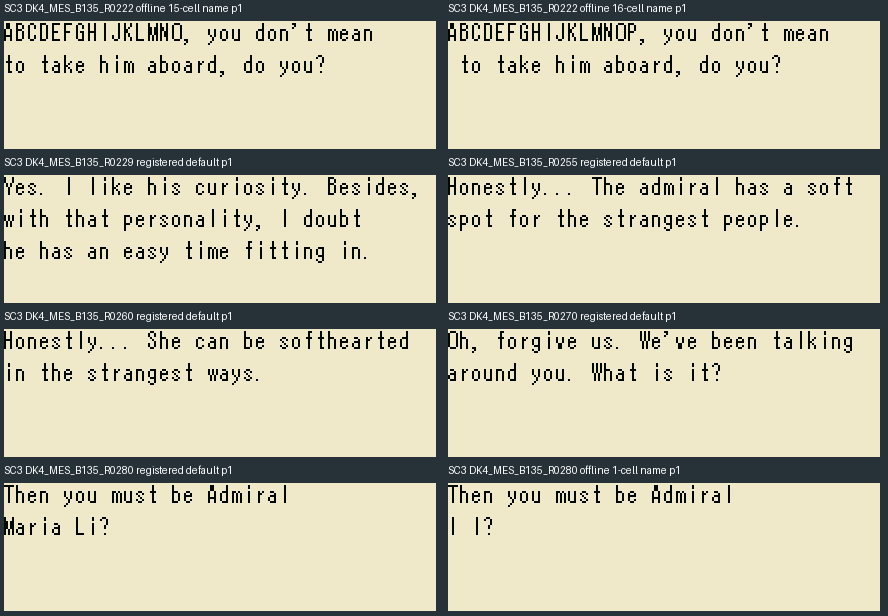 SC3 DK4_MES_B135_R0222 offline 15-cell name p1
ABCDEFGHIJKLMNO, you don't mean
to take him aboard, do you?
SC3 DK4_MES_B135_R0222 offline 16-cell name p1
ABCDEFGHIJKLMNOP, you don't mean
to take him aboard, do you?
SC3 DK4_MES_B135_R0229 registered default p1
Yes. I like his curiosity. Besides,
with that personality, I doubt
he has an easy time fitting in.
SC3 DK4_MES_B135_R0255 registered default p1
Honestly... The admiral has a soft
spot for the strangest people.
SC3 DK4_MES_B135_R0260 registered default p1
Honestly... She can be softhearted
in the strangest ways.
SC3 DK4_MES_B135_R0270 registered default p1
Oh, forgive us. We've been talking
around you. What is it?
SC3 DK4_MES_B135_R0280 registered default p1
Then you must be Admiral
Maria Li?
SC3 DK4_MES_B135_R0280 offline 1-cell name p1
Then you must be Admiral
I I?